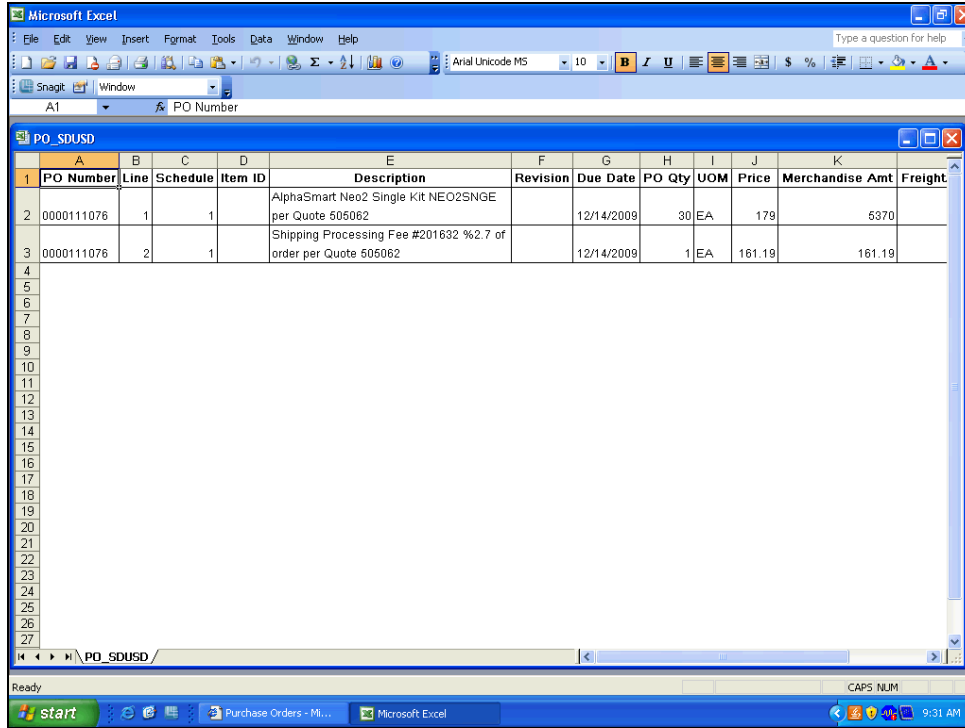 Microsoft Excel
File Edit View Insert Format Tools Data Window Help Type a question for help
Arial Unicode MS 10 B I U $ %
Snagit Window
A1 fx PO Number
PO_SDUSD
A B C D E F G H I J K
1 PO Number Line Schedule Item ID Description Revision Due Date PO Qty UOM Price Merchandise Amt Freight
AlphaSmart Neo2 Single Kit NEO2SNGE
2 0000111076 1 1 per Quote 505062 12/14/2009 30 EA 179 5370
Shipping Processing Fee #201632 %2.7 of
3 0000111076 2 1 order per Quote 505062 12/14/2009 1 EA 161.19 161.19
4
5
6
7
8
9
10
11
12
13
14
15
16
17
18
19
20
21
22
23
24
25
26
27
PO_SDUSD
Ready CAPS NUM
start Purchase Orders - Mi... Microsoft Excel 9:31 AM